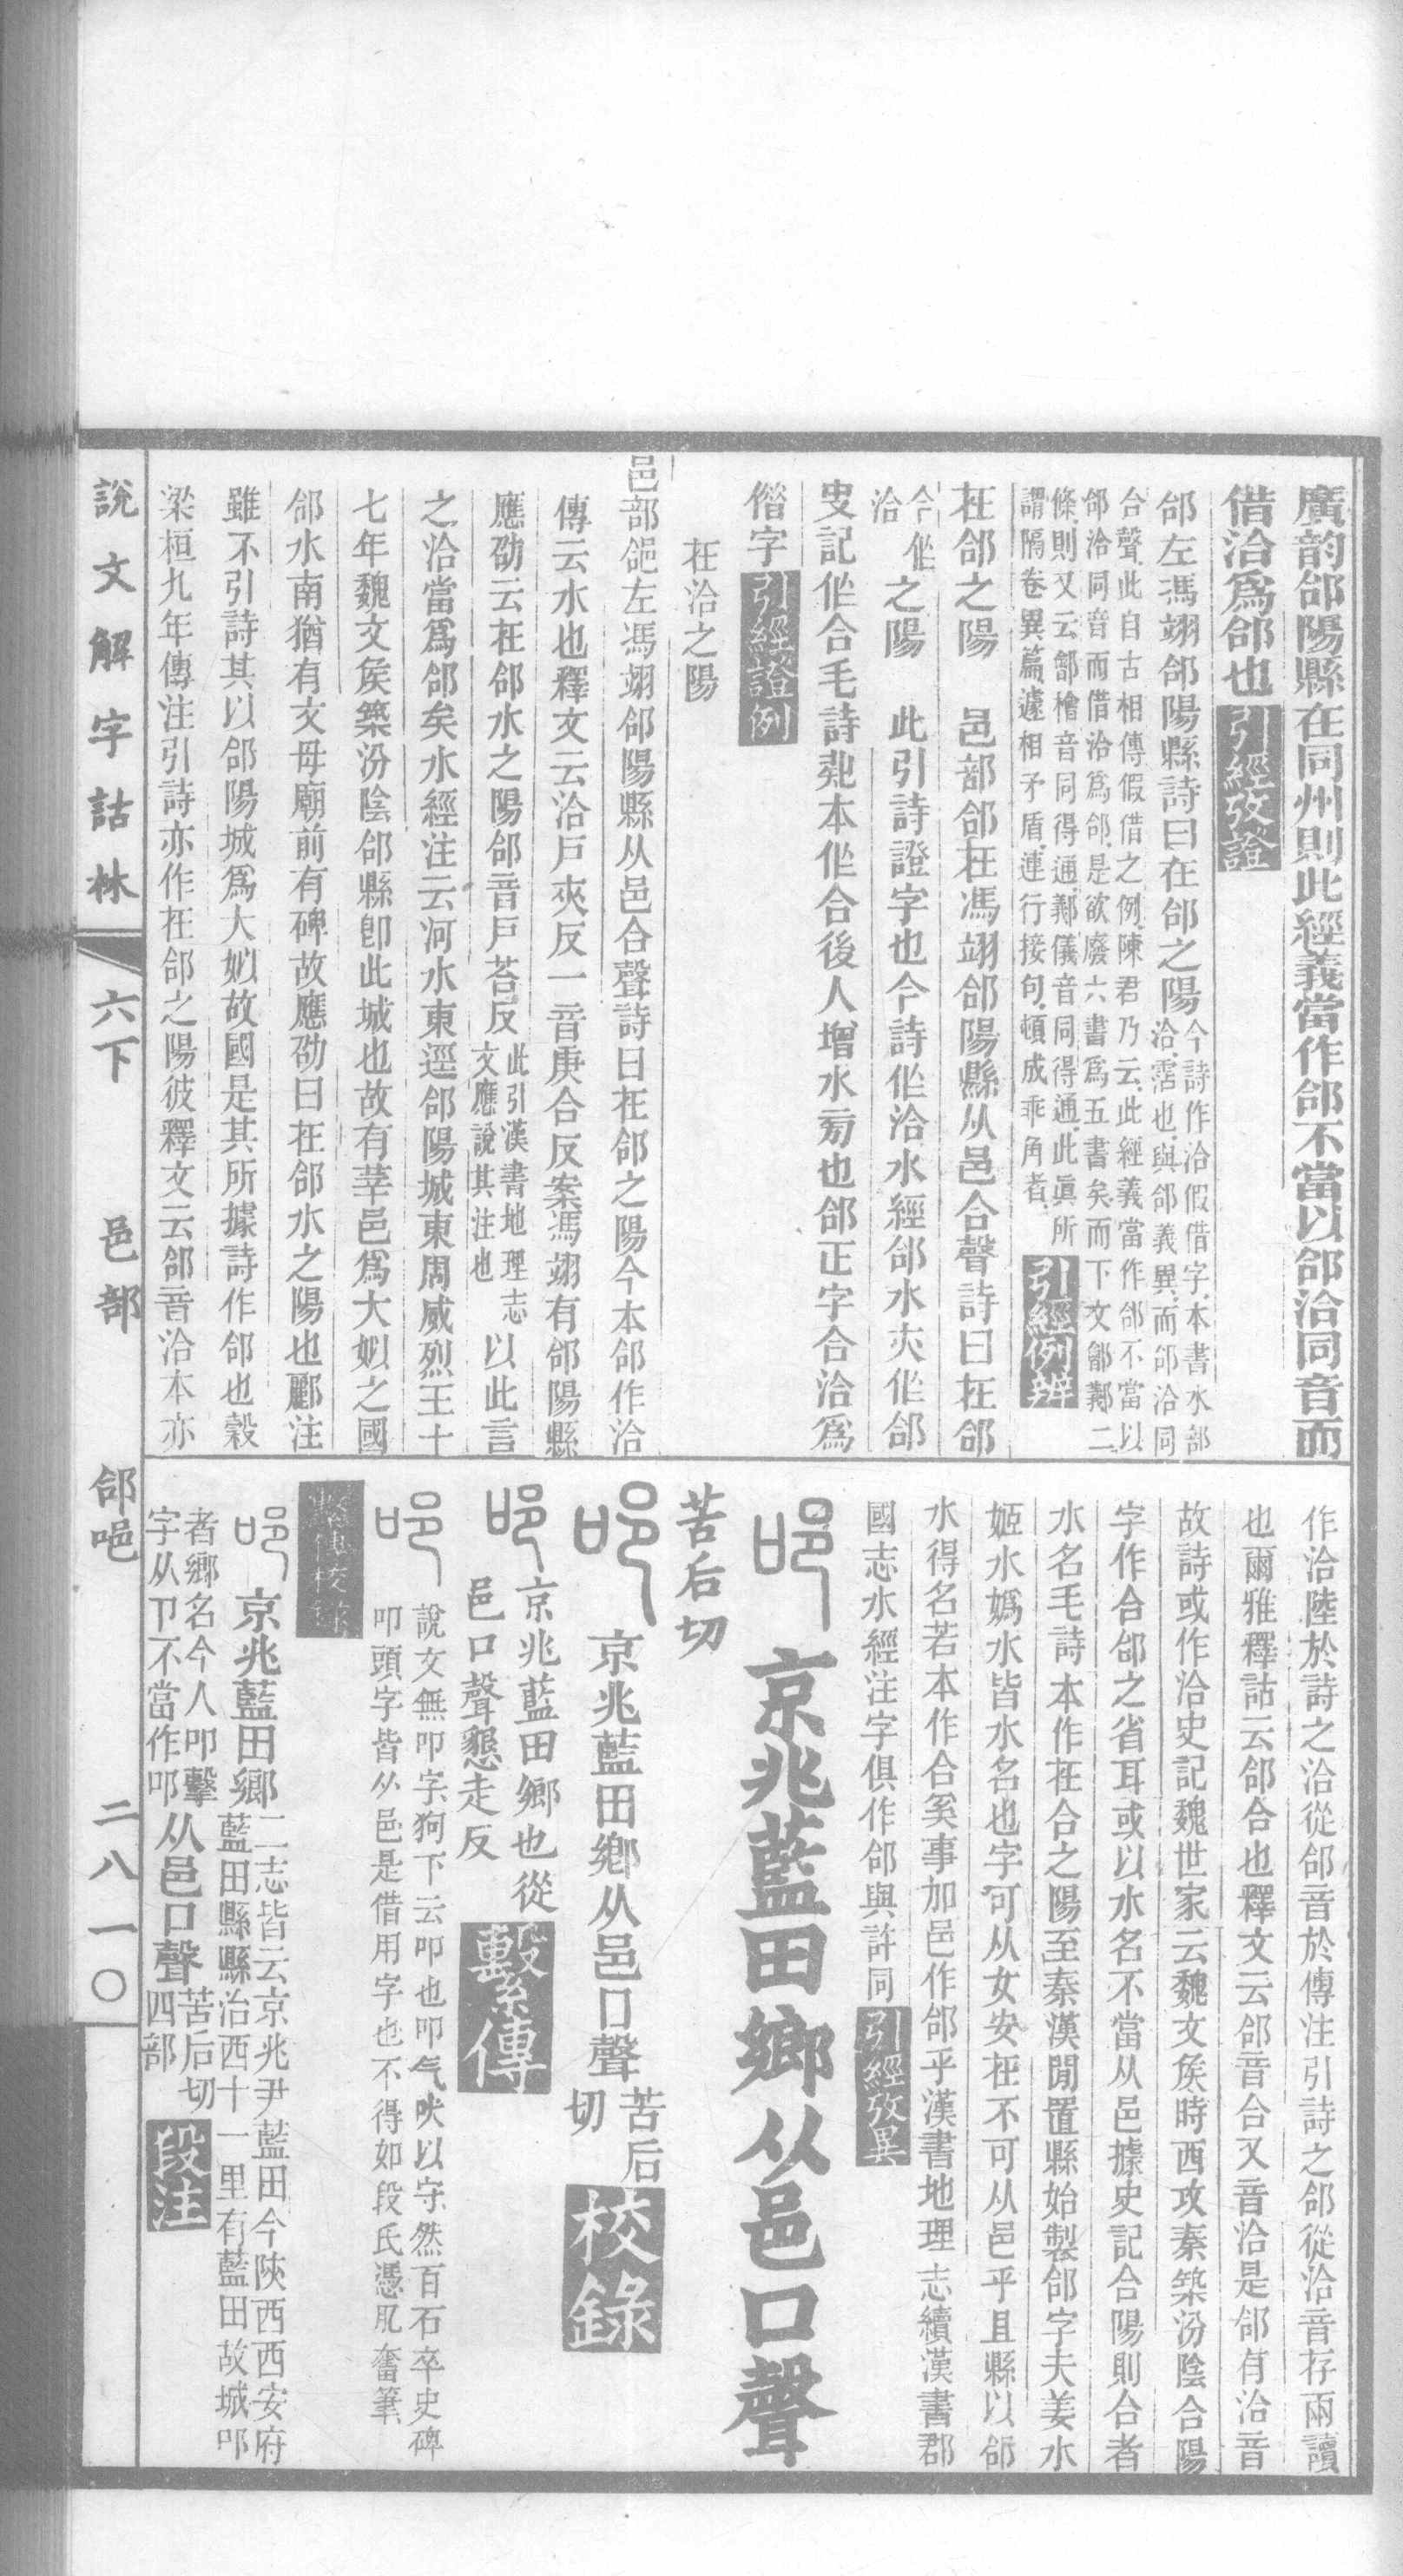 廣韵郃陽縣在同州則此經義當作郃不當以郃洽同音而
借洽爲郃也引經攷證
郃左馮翊郃陽縣詩曰在郃之陽今詩作洽假借字本書水部
洽霑也與郃義異而郃洽同
合聲此自古相傳假借之例陳君乃云此經義當作郃不當以
郃洽同音而借洽爲郃是欲廢六書爲五書矣而下文鄶鄴二
條則又云鄶檜音同得通鄴儀音同得通此眞所
謂隔卷異篇遽相矛盾連行接句頓成乖角者引經例辨
在郃之陽 邑部郃在馮翊郃陽縣从邑合聲詩曰在郃
今作
洽
之陽 此引詩證字也今詩作洽水經郃水夾作郃
史記作合毛詩蓺本作合後人增水旁也郃正字合洽爲
偺字引經證例
在洽之陽
邑部郃左馮翊郃陽縣从邑合聲詩曰在郃之陽今本郃作洽
傳云水也釋文云洽戸夾反一音庚合反案馮翊有郃陽縣
應劭云在郃水之陽郃音戸荅反此引漢書地理志
文應說其注也以此言
之洽當爲郃矣水經注云河水東逕郃陽城東周威烈王十
七年魏文矦築汾陰郃縣卽此城也故有莘邑爲大姒之國
郃水南猶有文母廟前有碑故應劭曰在郃水之陽也酈注
雖不引詩其以郃陽城爲大姒故國是其所據詩作郃也穀
梁桓九年傳注引詩亦作在郃之陽彼釋文云郃音洽本亦
作洽陸於詩之洽從郃音於傳注引詩之郃從洽音存兩讀
也爾雅釋詁云郃合也釋文云郃音合又音洽是郃有洽音
故詩或作洽史記魏世家云魏文矦時西攻秦築汾陰合陽
字作合郃之省耳或以水名不當从邑據史記合陽則合者
水名毛詩本作在合之陽至秦漢閒置縣始製郃字夫姜水
姬水嬀水皆水名也字可从女安在不可从邑乎且縣以郃
水得名若本作合奚事加邑作郃乎漢書地理志續漢書郡
國志水經注字俱作郃與許同引經攷異
京兆藍田鄉从邑口聲
苦后切
京兆藍田鄉从邑口聲苦后
切校錄
京兆藍田鄉也從
邑口聲懇走反繫傳
說文無叩字狗下云叩也叩气吠以守然百石卒史碑
叩頭字皆从邑是借用字也不得如段氏憑肊奮筆
繫傳校錄
京兆藍田鄉二志皆云京兆尹藍田今陝西西安府
藍田縣縣治西十一里有藍田故城叩
者鄉名今人叩擊
字从卩不當作叩从邑口聲苦后切
四部段注
說文解字詁林
六下
邑部
郃𨙫
二八一〇